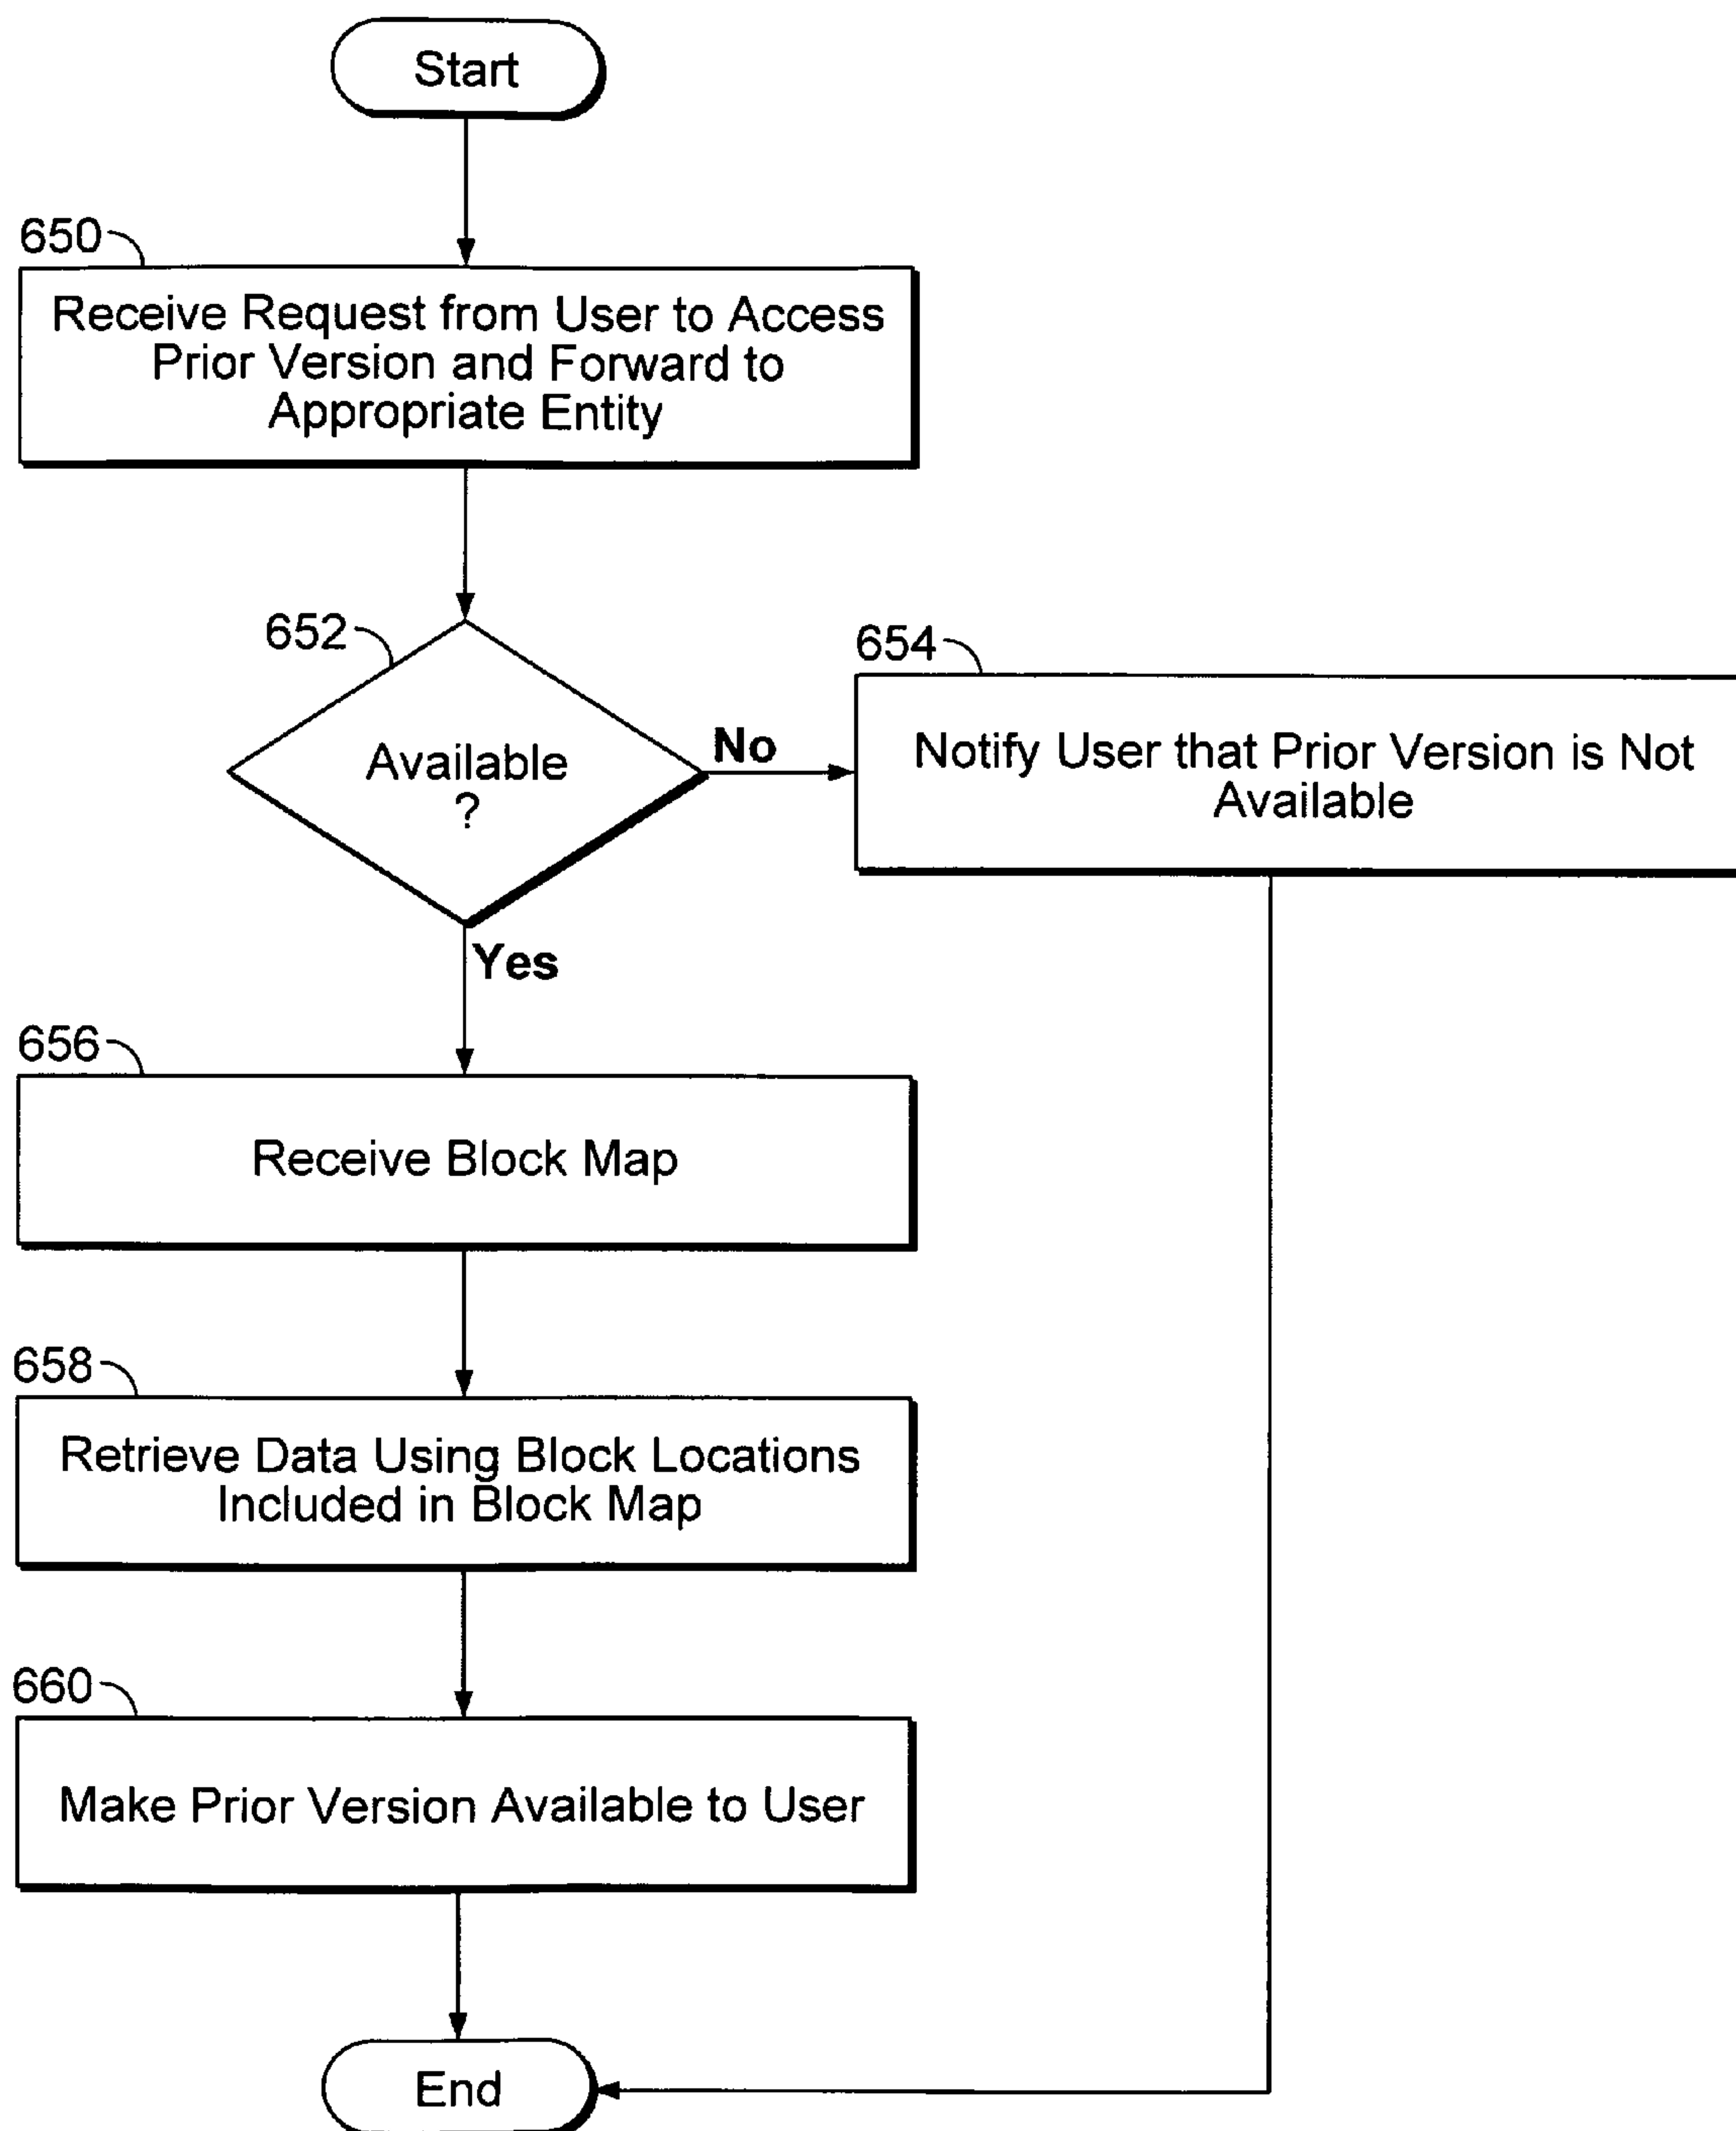 Start
650
Receive Request from User to Access
Prior Version and Forward to
Appropriate Entity
652
Available
?
No
654
Notify User that Prior Version is Not
Available
Yes
656
Receive Block Map
658
Retrieve Data Using Block Locations
Included in Block Map
660
Make Prior Version Available to User
End